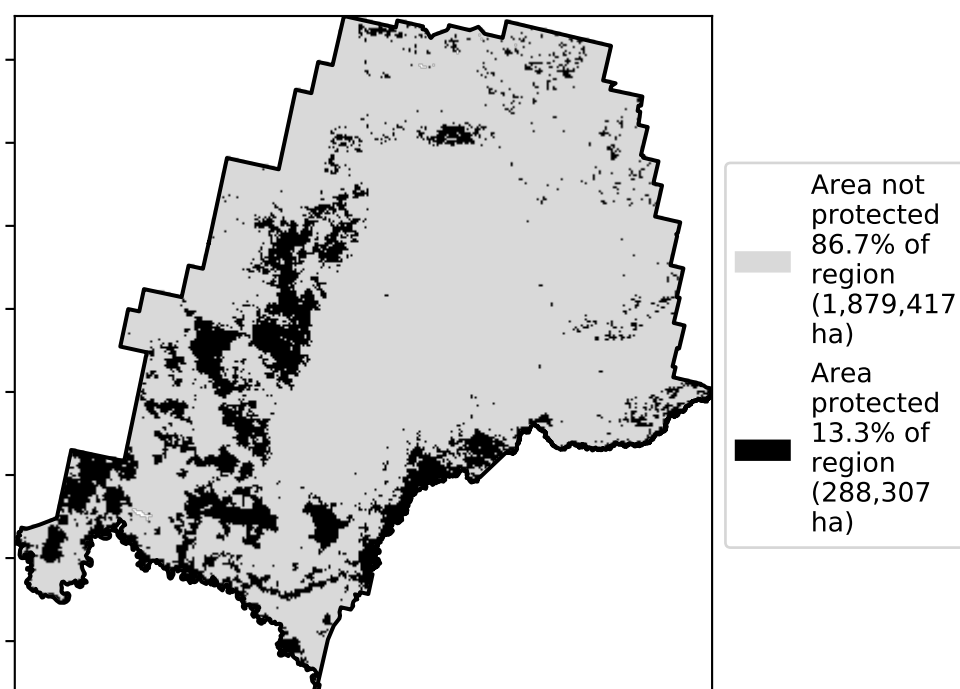 Area not
protected
86.7% of
region
(1,879,417
ha)
Area
protected
13.3% of
region
(288,307
ha)